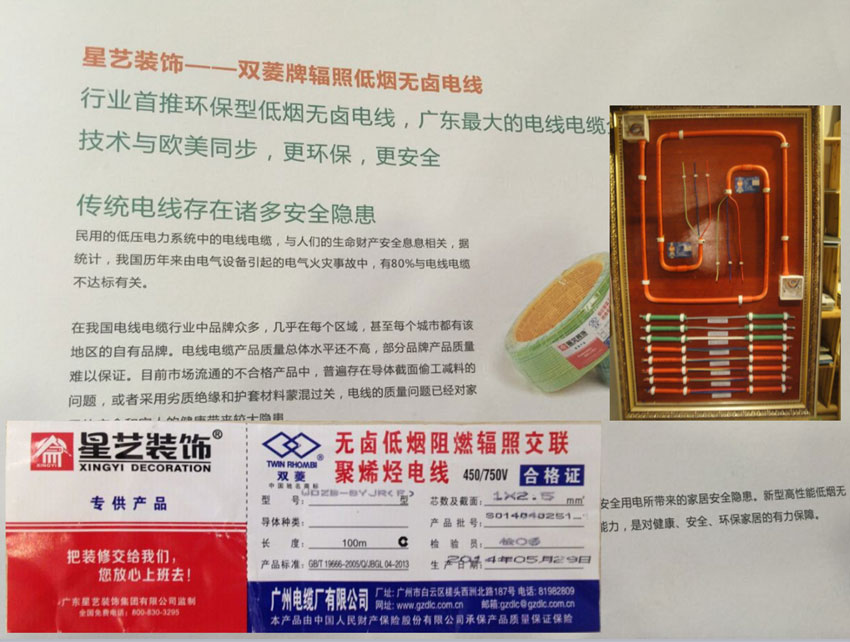 星艺装饰——双菱牌辐照低烟无卤电线
行业首推环保型低烟无卤电线，广东最大的电线电缆
技术与欧美同步，更环保，更安全
传统电线存在诸多安全隐患
民用的低压电力系统中的电线电缆，与人们的生命财产安全息息相关，据
统计，我国历年来由电气设备引起的电气火灾事故中，有80%与电线电缆
不达标有关。
在我国电线电缆行业中品牌众多，几乎在每个区域，甚至每个城市都有该
地区的自有品牌。电线电缆产品质量总体水平还不高，部分品牌产品质量
难以保证。目前市场流通的不合格产品中，普遍存在导体截面偷工减料的
问题，或者采用劣质绝缘和护套材料蒙混过关，电线的质量问题已经对家
安全用电所带来的家居安全隐患。新型高性能低烟无
能力，是对健康、安全、环保家居的有力保障。
星艺装饰®
XINGYI
XINGYI DECORATION
专供产品
把装修交给我们，
您放心上班去！
广东星艺装饰集团有限公司监制
全国免费电话：800-830-3295
TWIN RHOMBI
双菱
中国驰名商标
无卤低烟阻燃辐照交联
聚烯烃电线 450/750V 合格证
型 号： WDZB-BYJR(F) 型 芯数及截面： 1X2.5 mm²
导体种类： 产品批号： S014040251
长 度： 100m 检 验 员：
产品标准：GB/T 19666-2005/Q/JBGL 04-2013 生产日期： 2014年05月29日
广州电缆厂有限公司
厂址：广州市白云区槎头西洲北路187号 电话：81982809
网址：www.gzdlc.com.cn 邮箱:gzdlc@gzdlc.com.cn
本产品由中国人民财产保险股份有限公司承保产品质量保证保险